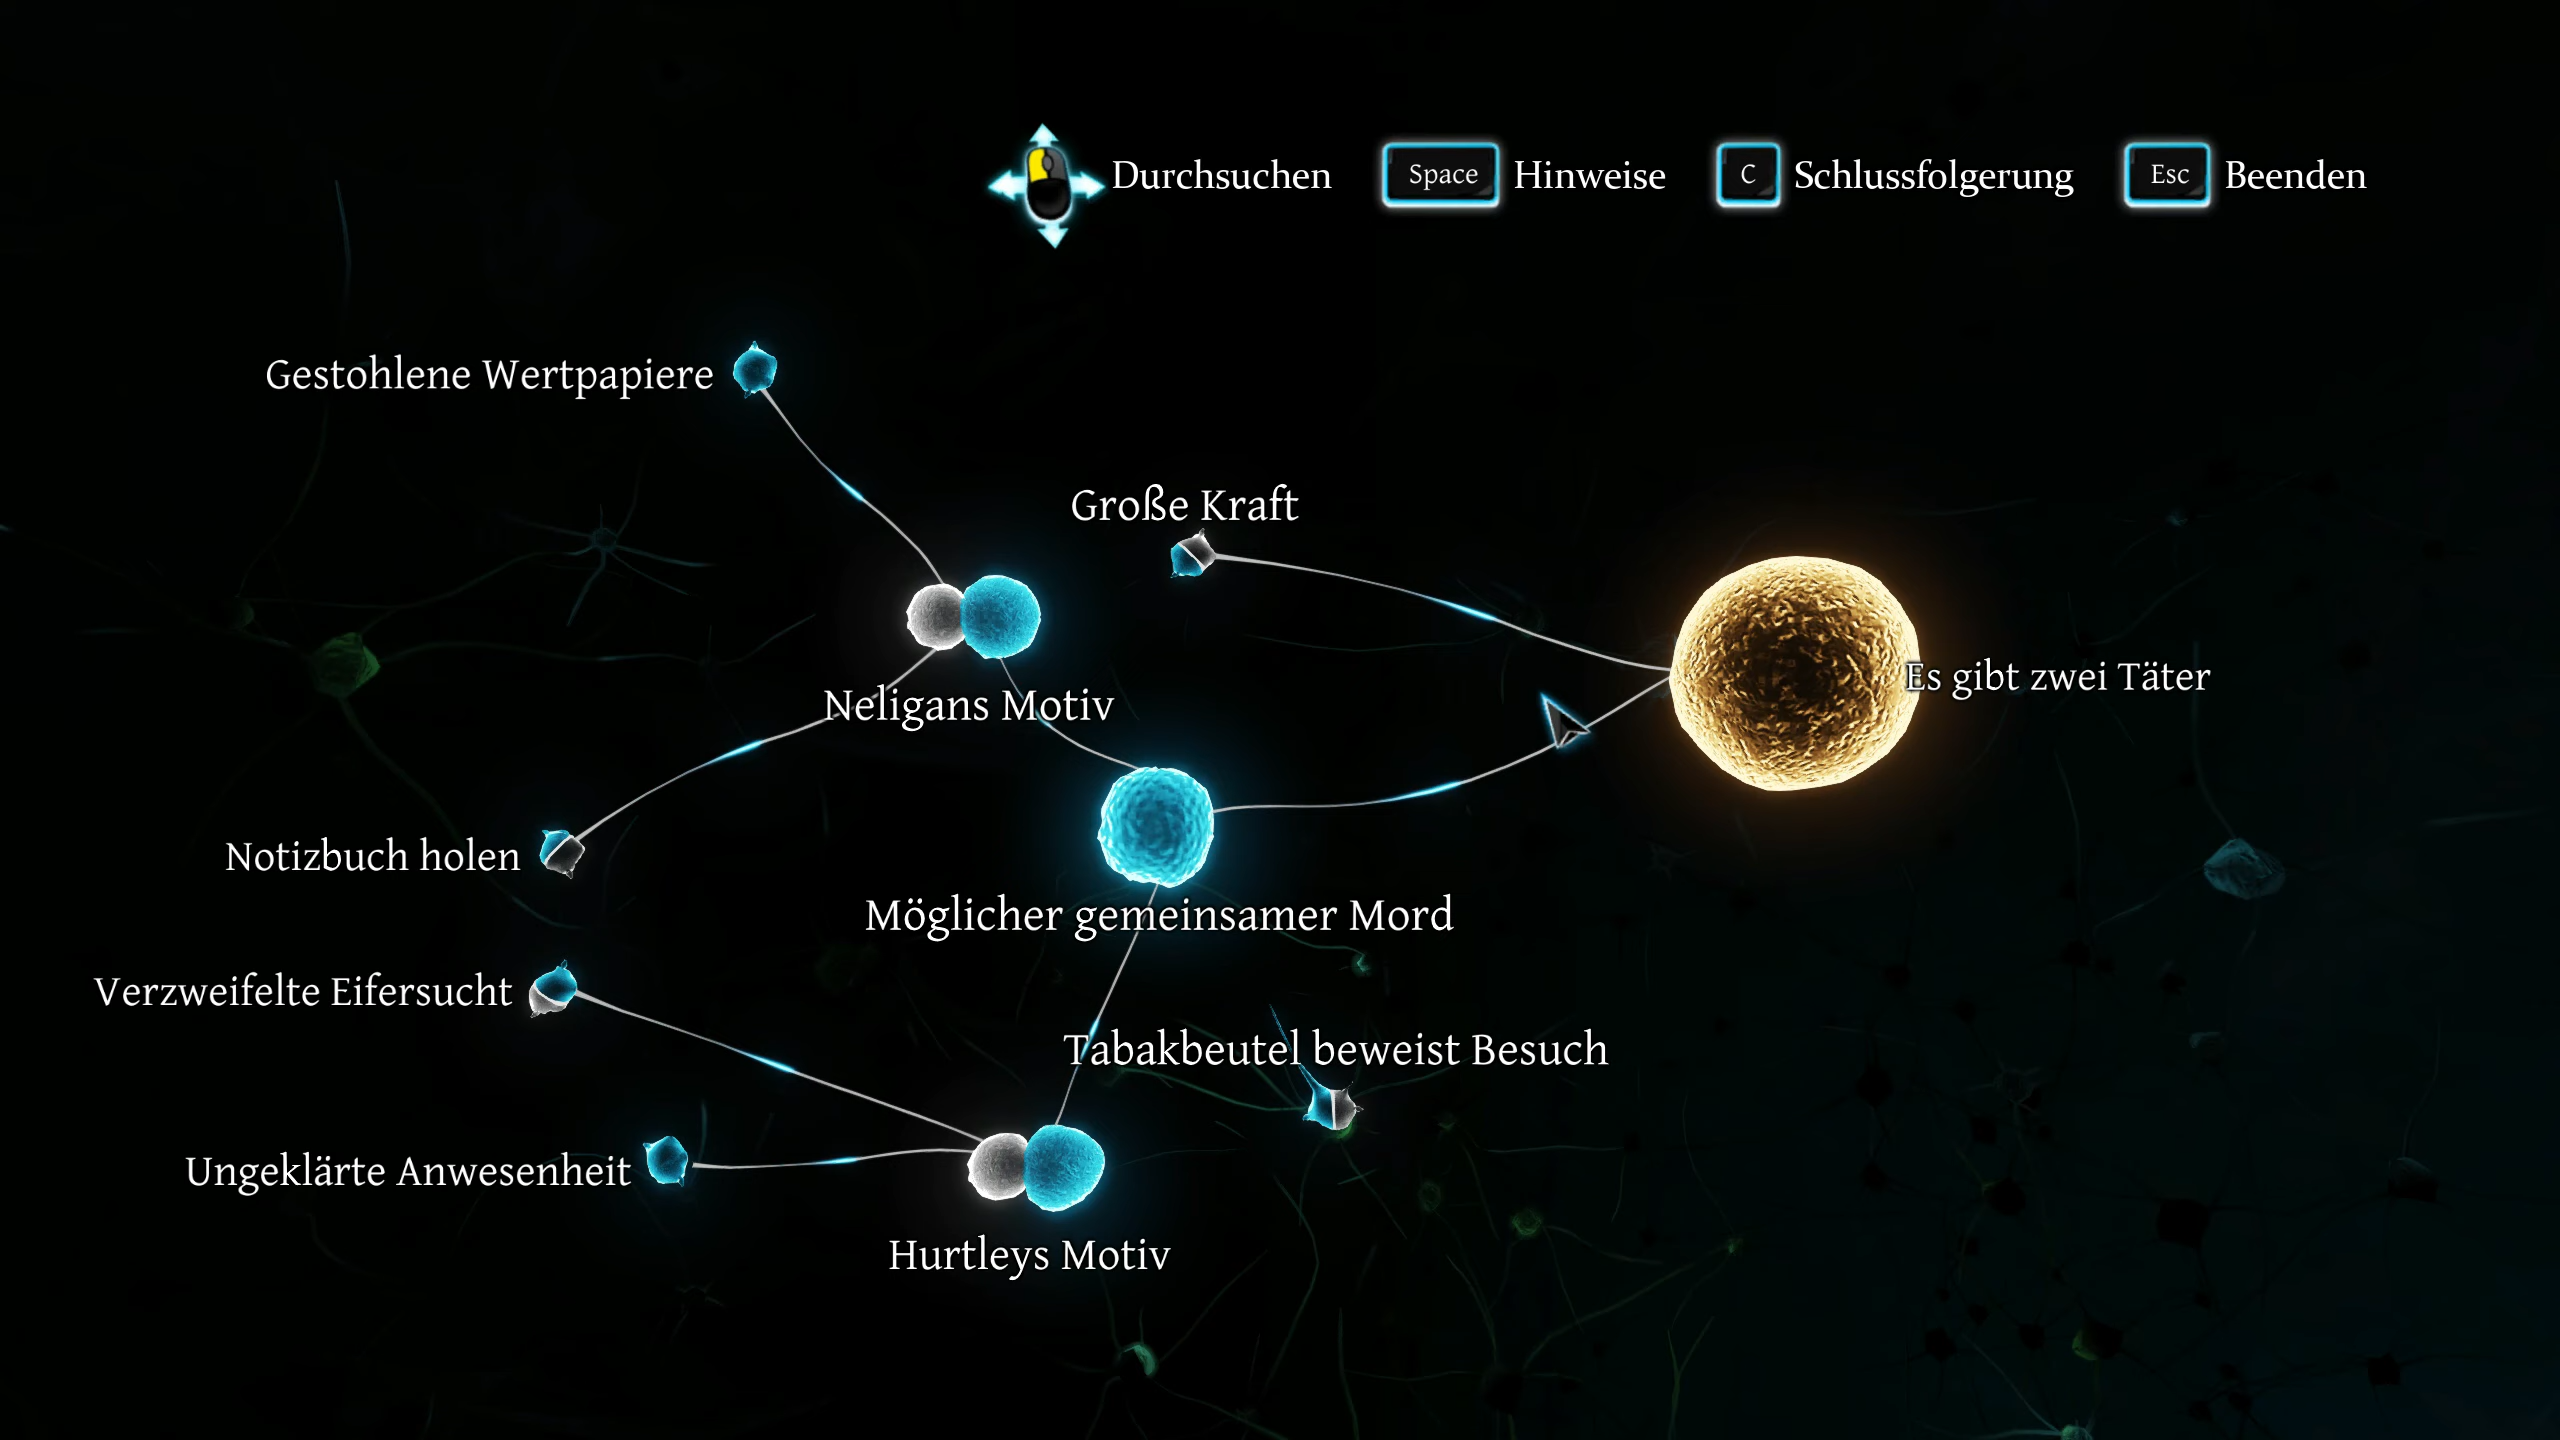 Durchsuchen
Space Hinweise
C Schlussfolgerung
Esc Beenden
Gestohlene Wertpapiere
Große Kraft
Es gibt zwei Täter
Neligans Motiv
Notizbuch holen
Möglicher gemeinsamer Mord
Verzweifelte Eifersucht
Tabakbeutel beweist Besuch
Ungeklärte Anwesenheit
Hurtleys Motiv